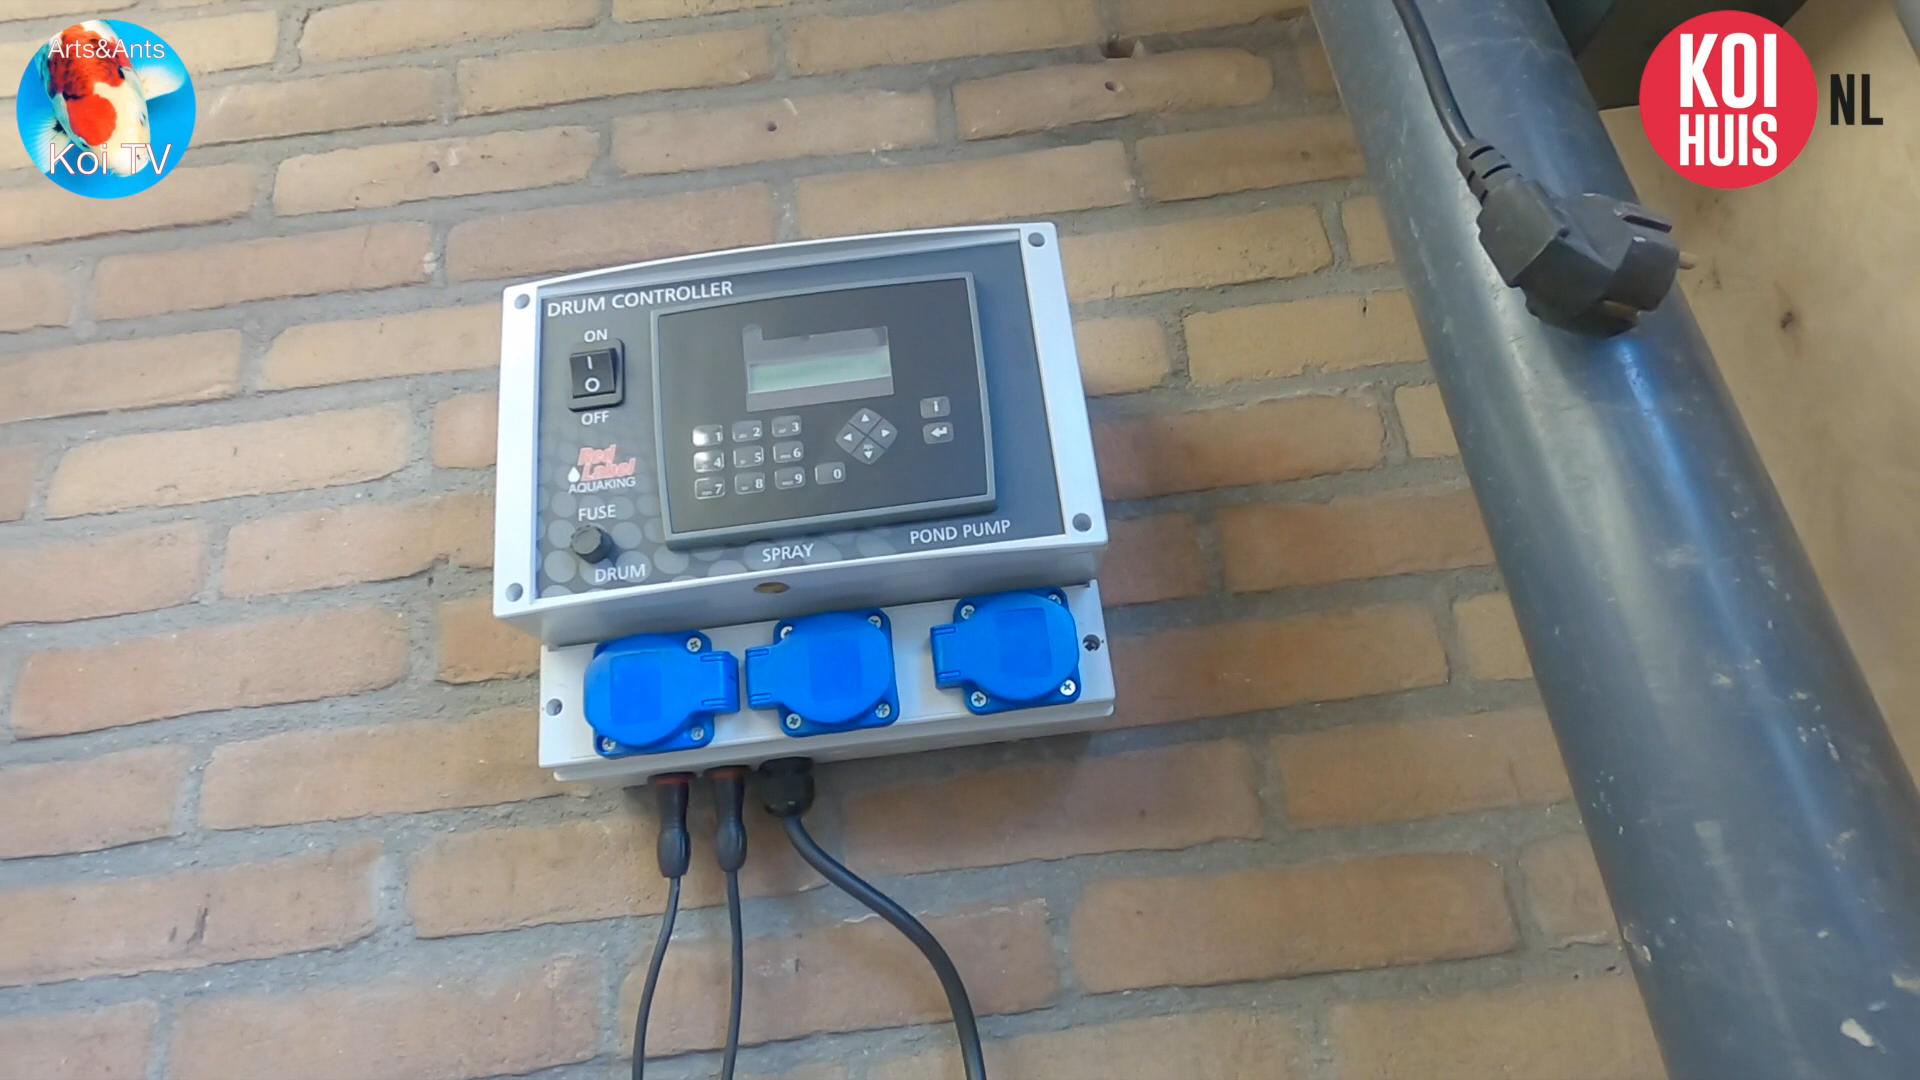 Arts&Ants
Koi TV
KOI
HUIS
NL
DRUM CONTROLLER
ON
I
O
OFF
Red
Label
AQUAKING
FUSE
DRUM
SPRAY
POND PUMP
1 2 3
4 5 6
7 8 9 0
i